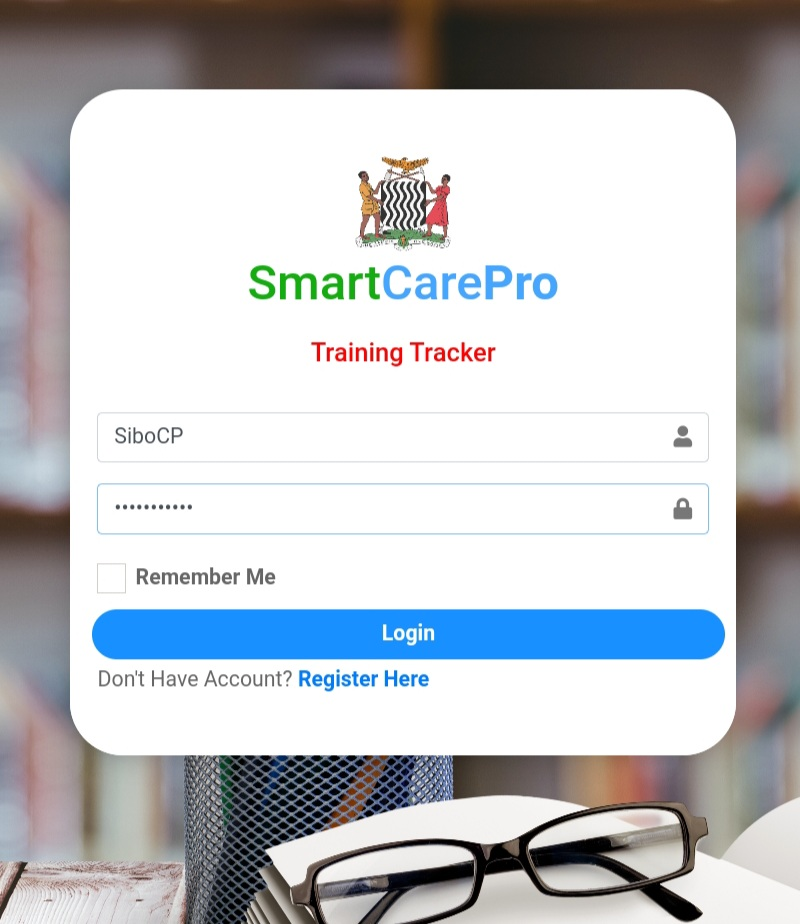 SmartCarePro
Training Tracker
SiboCP
•••••••••••
Remember Me
Login
Don't Have Account? Register Here